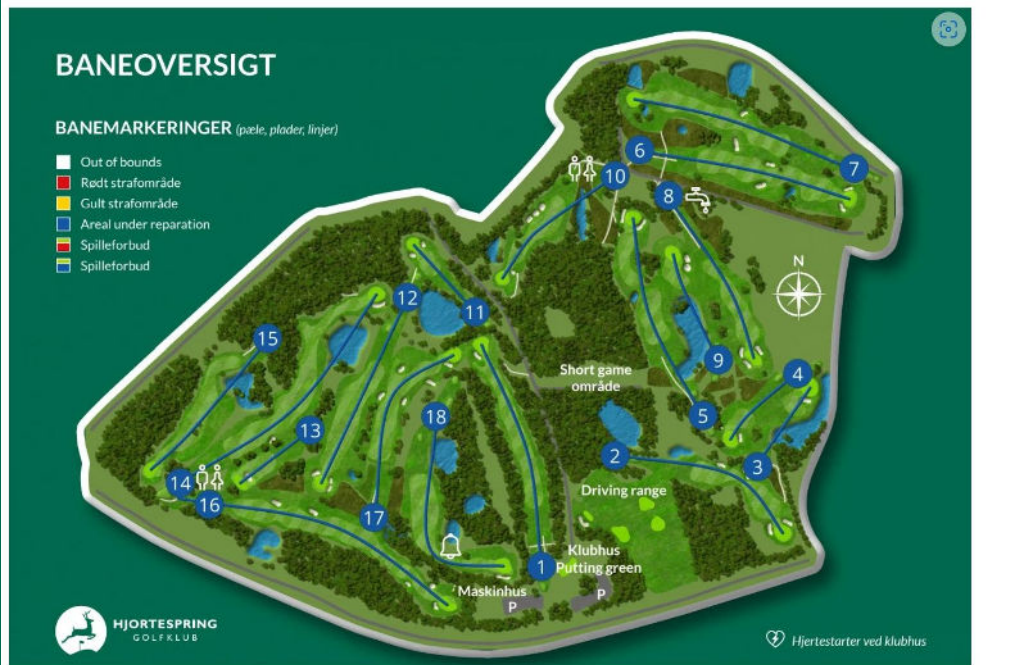 BANEOVERSIGT
BANEMARKERINGER (pæle, plader, linjer)
Out of bounds
Rødt strafområde
Gult strafområde
Areal under reparation
Spilleforbud
Spilleforbud
6
7
10
8
N
12
11
15
9
4
Short game
område
18
5
13
2
3
14
16
17
Driving range
1
Klubhus
Putting green
Maskinhus
P
P
HJORTESPRING
GOLFKLUB
Hjertestarter ved klubhus